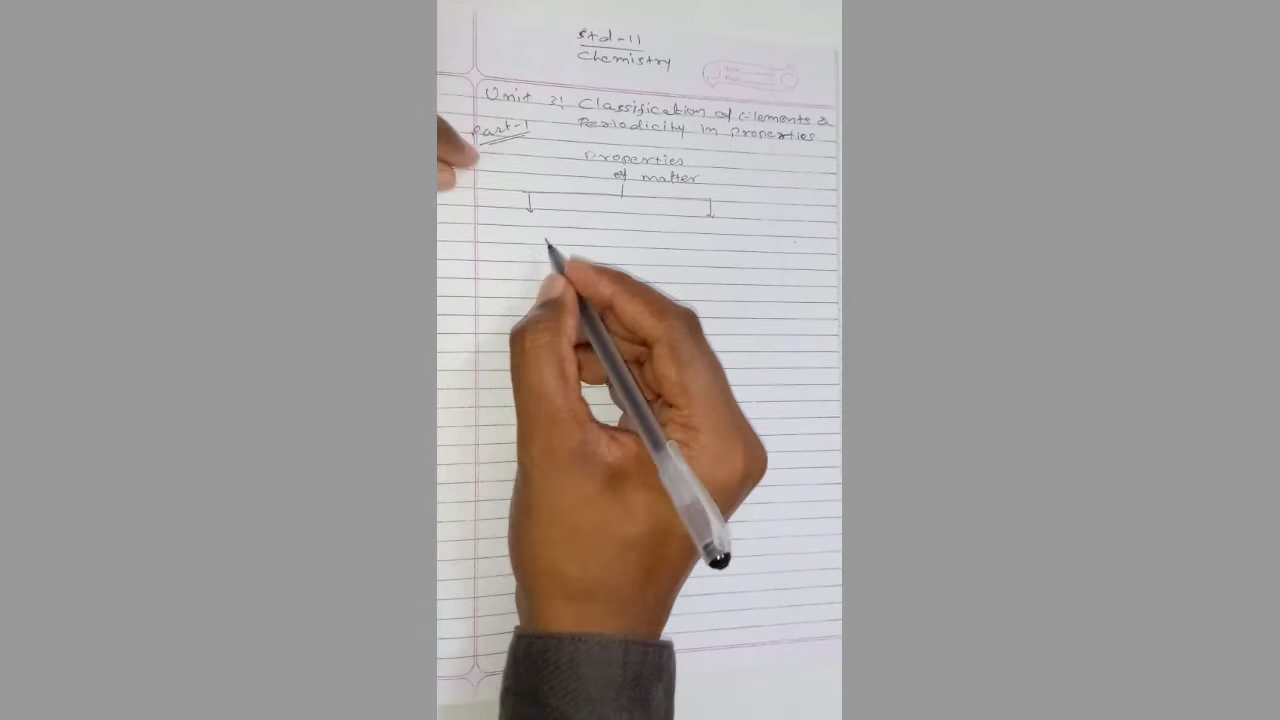 Std-11
Chemistry
Unit 3! Classification of Elements &
Periodicity in properties
Part-1
properties
of matter